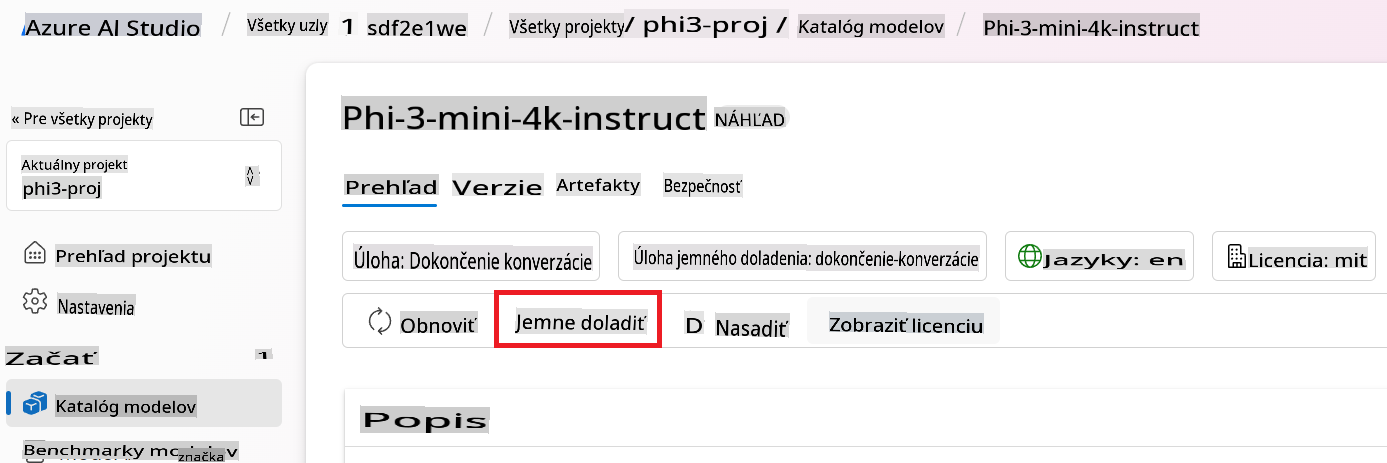 Azure AI Studio / Všetky uzly 1 sdf2e1we / Všetky projekty / phi3-proj / Katalóg modelov / Phi-3-mini-4k-instruct
« Pre všetky projekty
Aktuálny projekt
phi3-proj
Prehľad projektu
Nastavenia
Začať 1
Katalóg modelov
Benchmarky
značka
Phi-3-mini-4k-instruct NÁHĽAD
Prehľad Verzie Artefakty Bezpečnosť
Úloha: Dokončenie konverzácie Úloha jemného doladenia: dokončenie-konverzácie Jazyky: en Licencia: mit
Obnoviť Jemne doladiť D Nasadiť Zobraziť licenciu
Popis